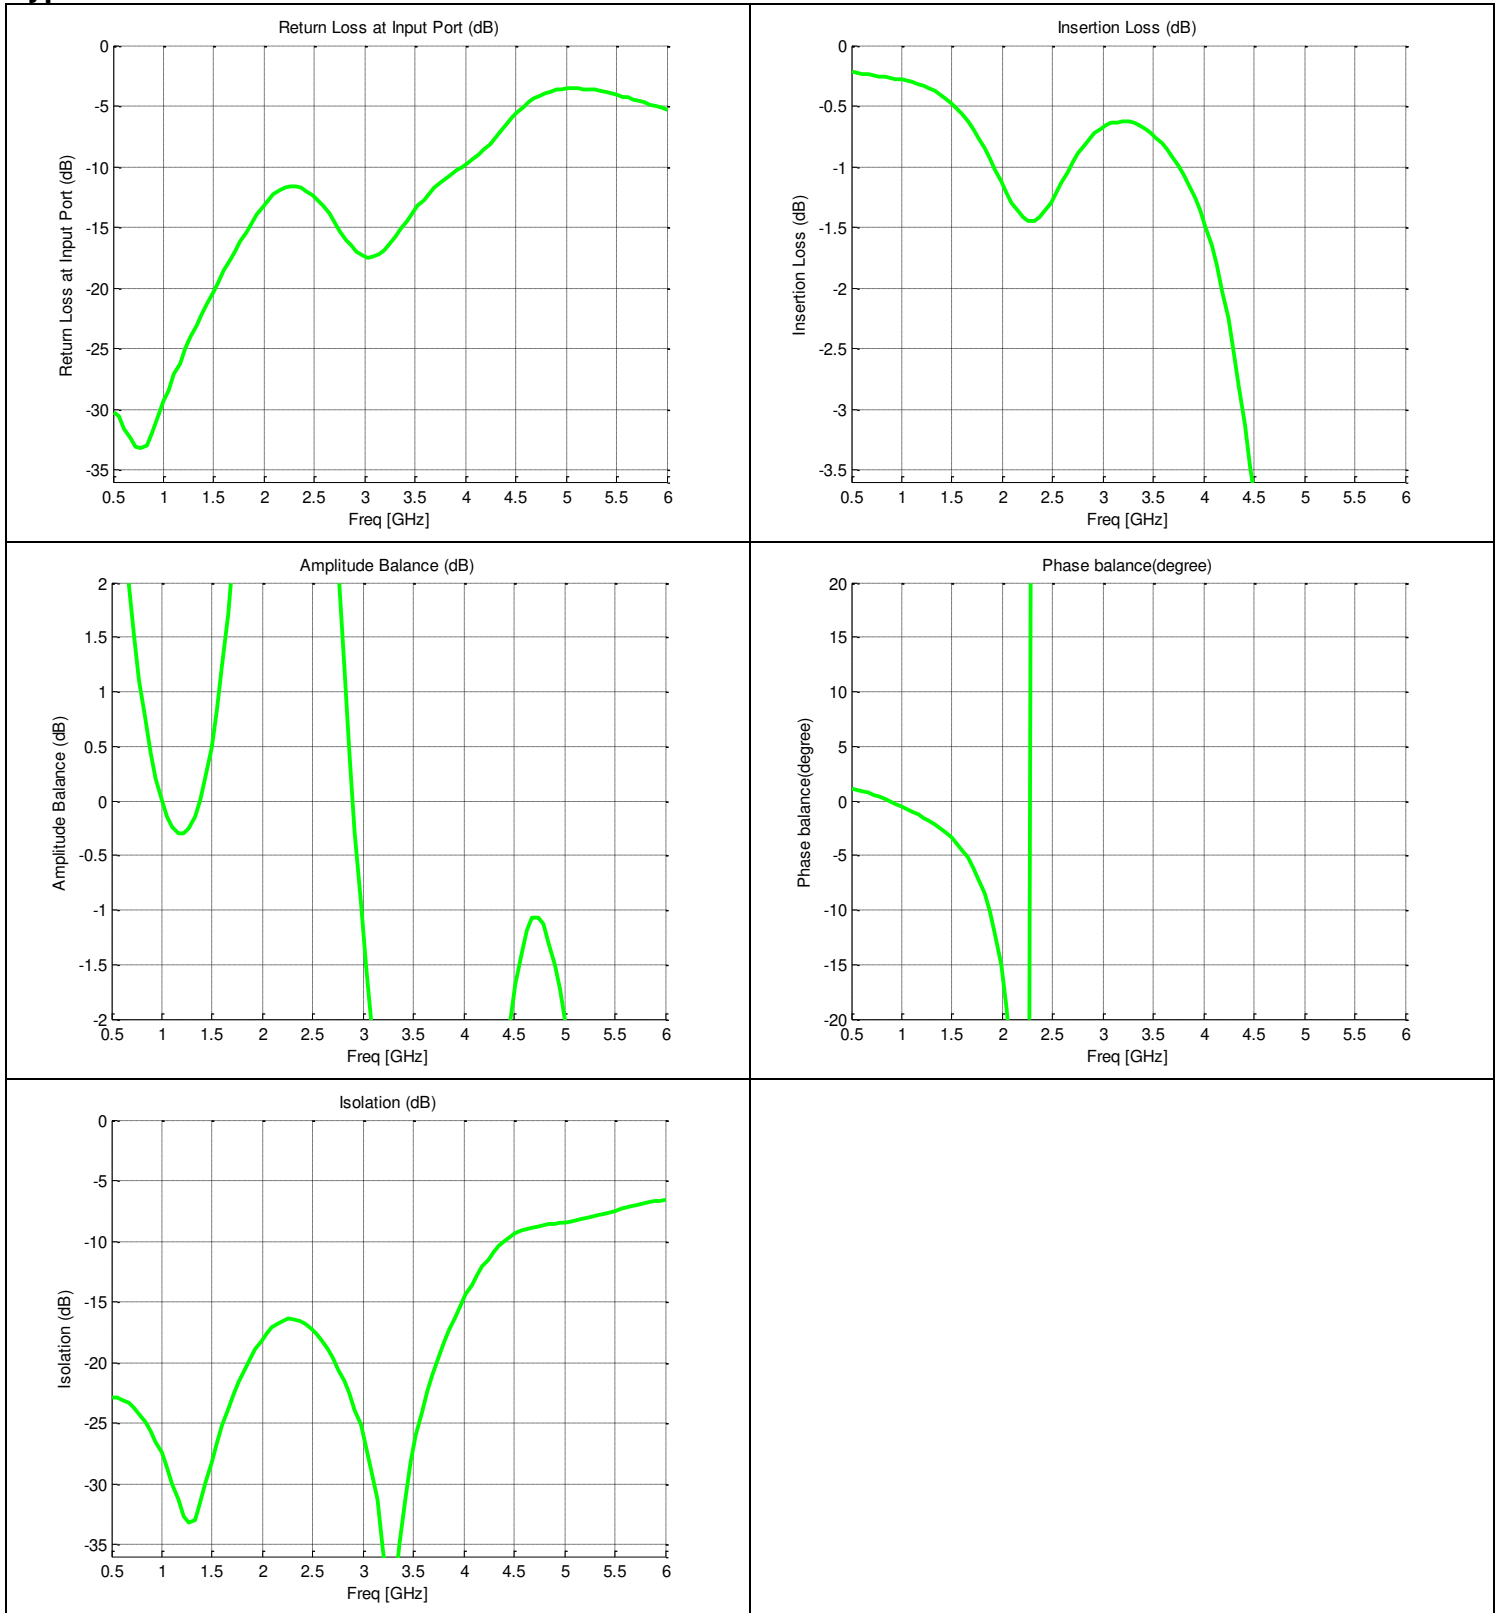 Return Loss at Input Port (dB)
Return Loss at Input Port (dB)
0
-5
-10
-15
-20
-25
-30
-35
0.5 1 1.5 2 2.5 3 3.5 4 4.5 5 5.5 6
Freq [GHz]
Insertion Loss (dB)
Insertion Loss (dB)
0
-0.5
-1
-1.5
-2
-2.5
-3
-3.5
0.5 1 1.5 2 2.5 3 3.5 4 4.5 5 5.5 6
Freq [GHz]
Amplitude Balance (dB)
Amplitude Balance (dB)
2
1.5
1
0.5
0
-0.5
-1
-1.5
-2
0.5 1 1.5 2 2.5 3 3.5 4 4.5 5 5.5 6
Freq [GHz]
Phase balance(degree)
Phase balance(degree)
20
15
10
5
0
-5
-10
-15
-20
0.5 1 1.5 2 2.5 3 3.5 4 4.5 5 5.5 6
Freq [GHz]
Isolation (dB)
Isolation (dB)
0
-5
-10
-15
-20
-25
-30
-35
0.5 1 1.5 2 2.5 3 3.5 4 4.5 5 5.5 6
Freq [GHz]